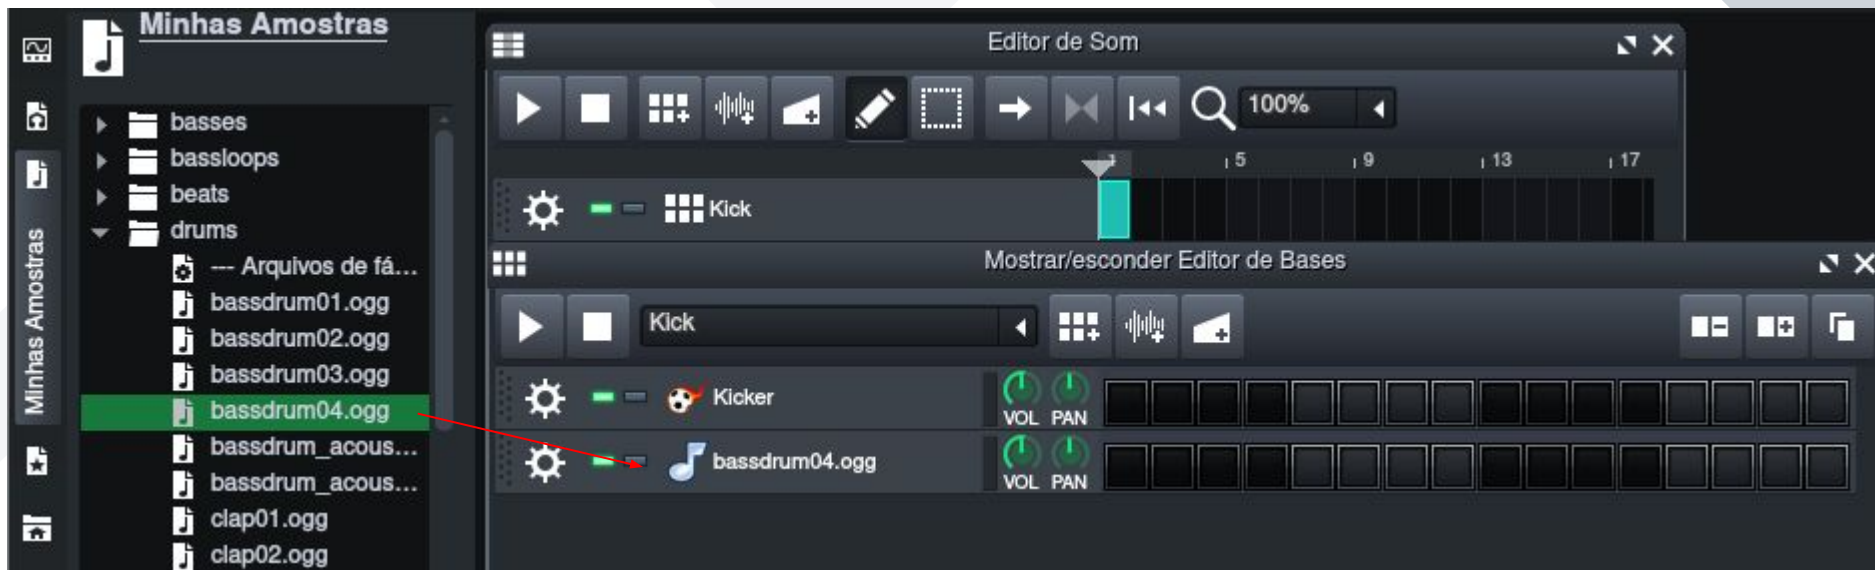 Minhas Amostras
Minhas Amostras
basses
bassloops
beats
drums
--- Arquivos de fá...
bassdrum01.ogg
bassdrum02.ogg
bassdrum03.ogg
bassdrum04.ogg
bassdrum_acous...
bassdrum_acous...
clap01.ogg
clap02.ogg
Editor de Som
100%
1 5 9 13 17
Kick
Mostrar/esconder Editor de Bases
Kick
Kicker
VOL PAN
bassdrum04.ogg
VOL PAN